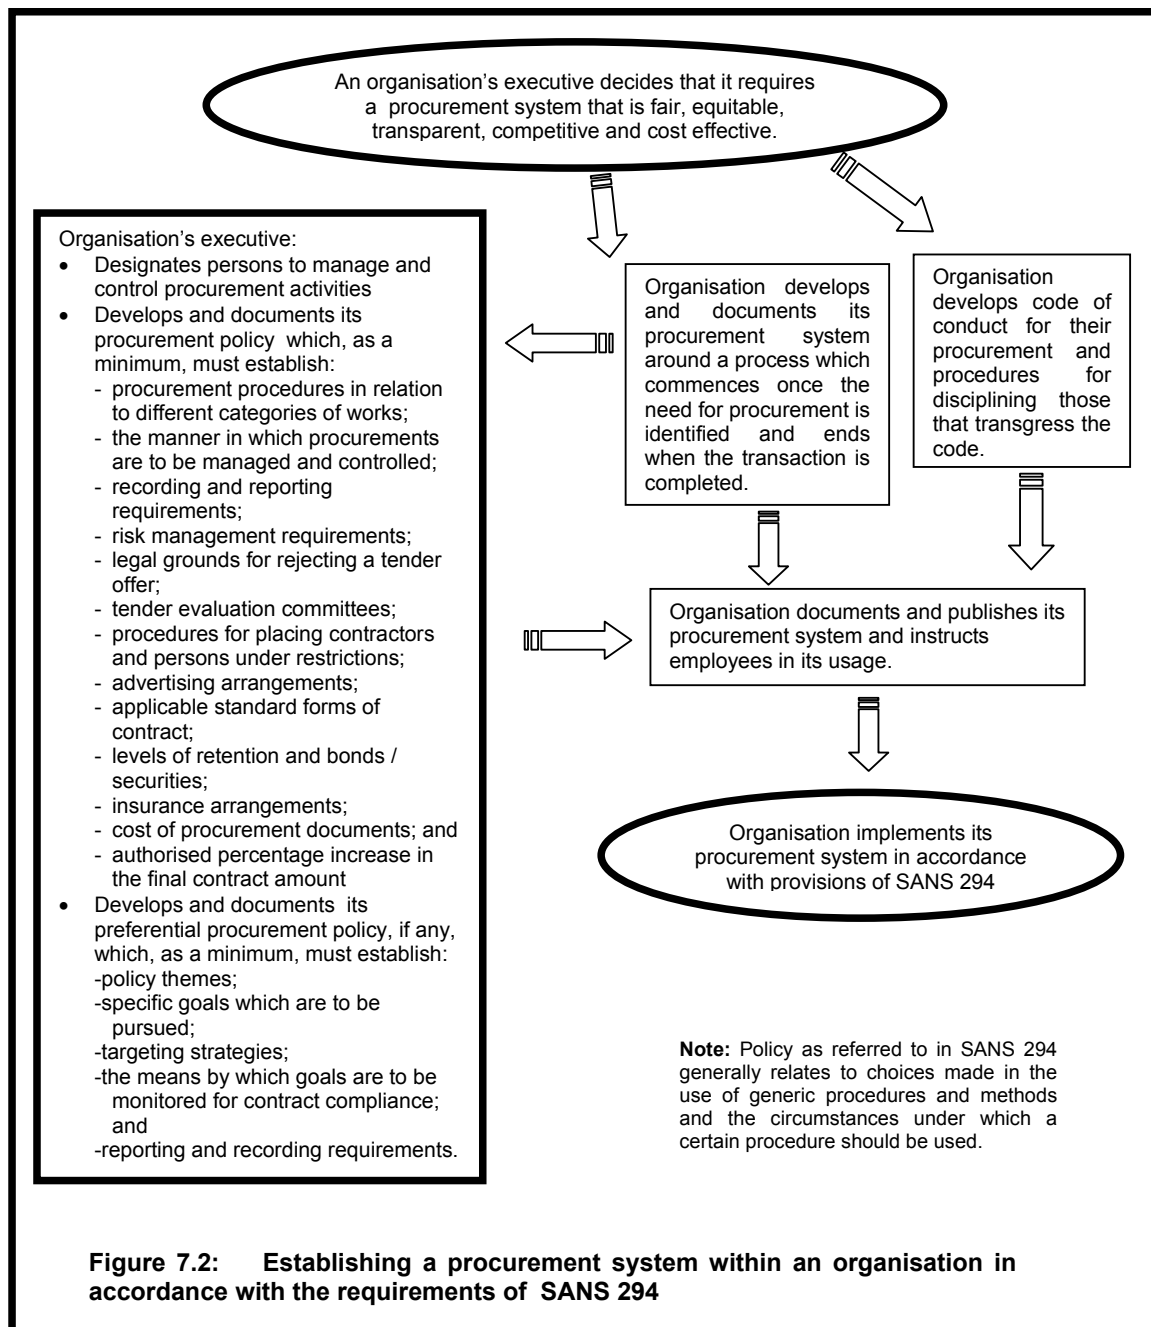 An organisation's executive decides that it requires
a procurement system that is fair, equitable,
transparent, competitive and cost effective.
Organisation's executive:
• Designates persons to manage and
control procurement activities
• Develops and documents its
procurement policy which, as a
minimum, must establish:
- procurement procedures in relation
to different categories of works;
- the manner in which procurements
are to be managed and controlled;
- recording and reporting
requirements;
- risk management requirements;
- legal grounds for rejecting a tender
offer;
- tender evaluation committees;
- procedures for placing contractors
and persons under restrictions;
- advertising arrangements;
- applicable standard forms of
contract;
- levels of retention and bonds /
securities;
- insurance arrangements;
- cost of procurement documents; and
- authorised percentage increase in
the final contract amount
• Develops and documents its
preferential procurement policy, if any,
which, as a minimum, must establish:
-policy themes;
-specific goals which are to be
pursued;
-targeting strategies;
-the means by which goals are to be
monitored for contract compliance;
and
-reporting and recording requirements.
Organisation develops
and documents its
procurement system
around a process which
commences once the
need for procurement is
identified and ends
when the transaction is
completed.
Organisation
develops code of
conduct for their
procurement and
procedures for
disciplining those
that transgress the
code.
Organisation documents and publishes its
procurement system and instructs
employees in its usage.
Organisation implements its
procurement system in accordance
with provisions of SANS 294
Note: Policy as referred to in SANS 294
generally relates to choices made in the
use of generic procedures and methods
and the circumstances under which a
certain procedure should be used.
Figure 7.2: Establishing a procurement system within an organisation in
accordance with the requirements of SANS 294